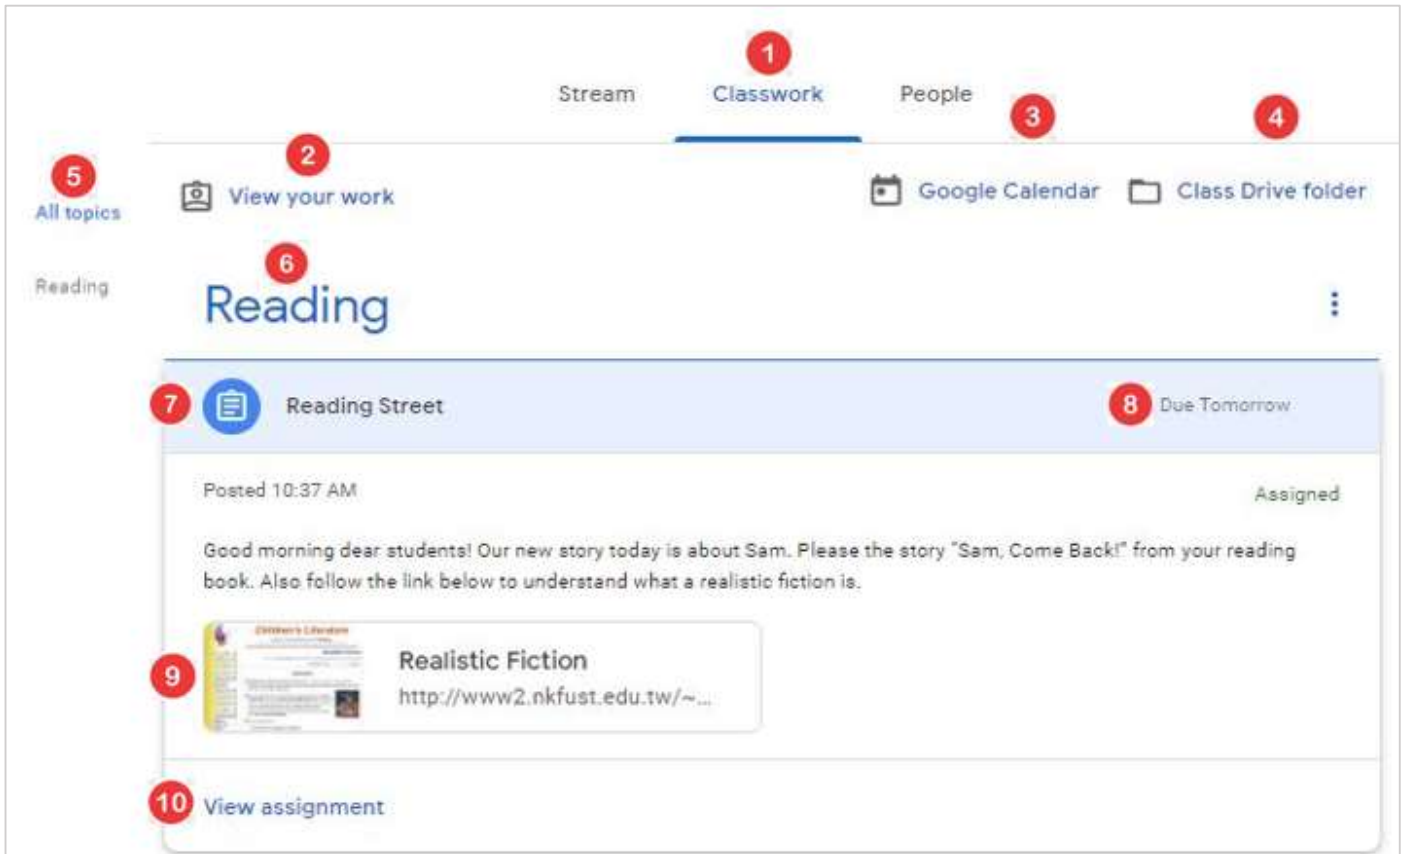 1
Stream Classwork People
3
4
2
5
View your work
Google Calendar
Class Drive folder
All topics
6
Reading
Reading
7
Reading Street
8
Due Tomorrow
Posted 10:37 AM
Assigned
Good morning dear students! Our new story today is about Sam. Please the story "Sam, Come Back!" from your reading
book. Also follow the link below to understand what a realistic fiction is.
Children's Literature
Realistic Fiction
9
http://www2.nkfust.edu.tw/~...
10
View assignment